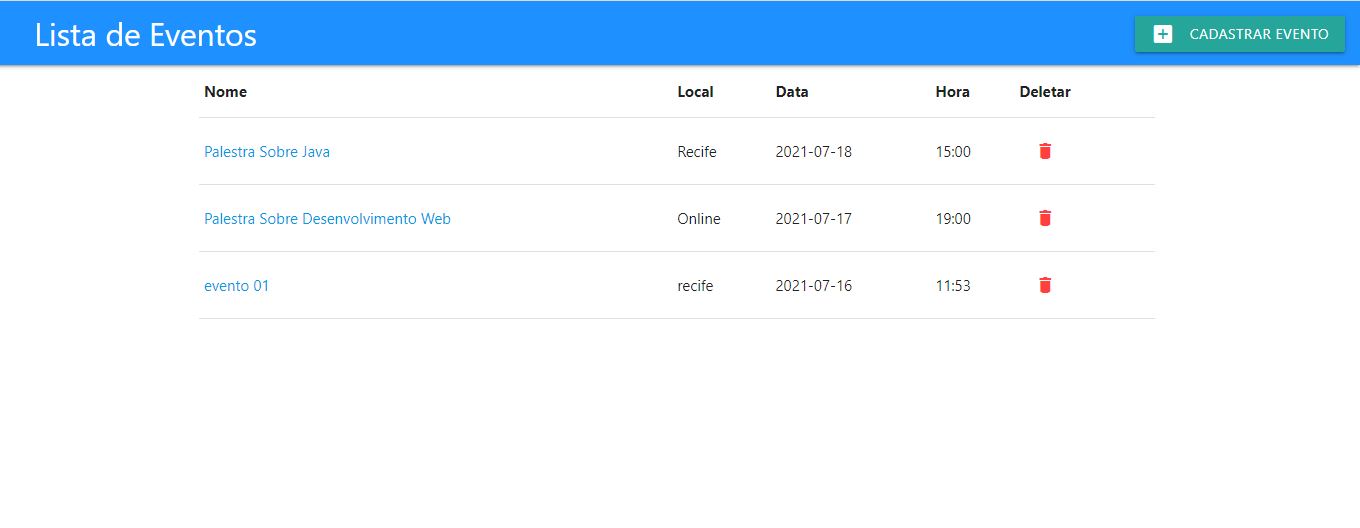 Lista de Eventos
CADASTRAR EVENTO
Nome Local Data Hora Deletar
Palestra Sobre Java Recife 2021-07-18 15:00
Palestra Sobre Desenvolvimento Web Online 2021-07-17 19:00
evento 01 recife 2021-07-16 11:53